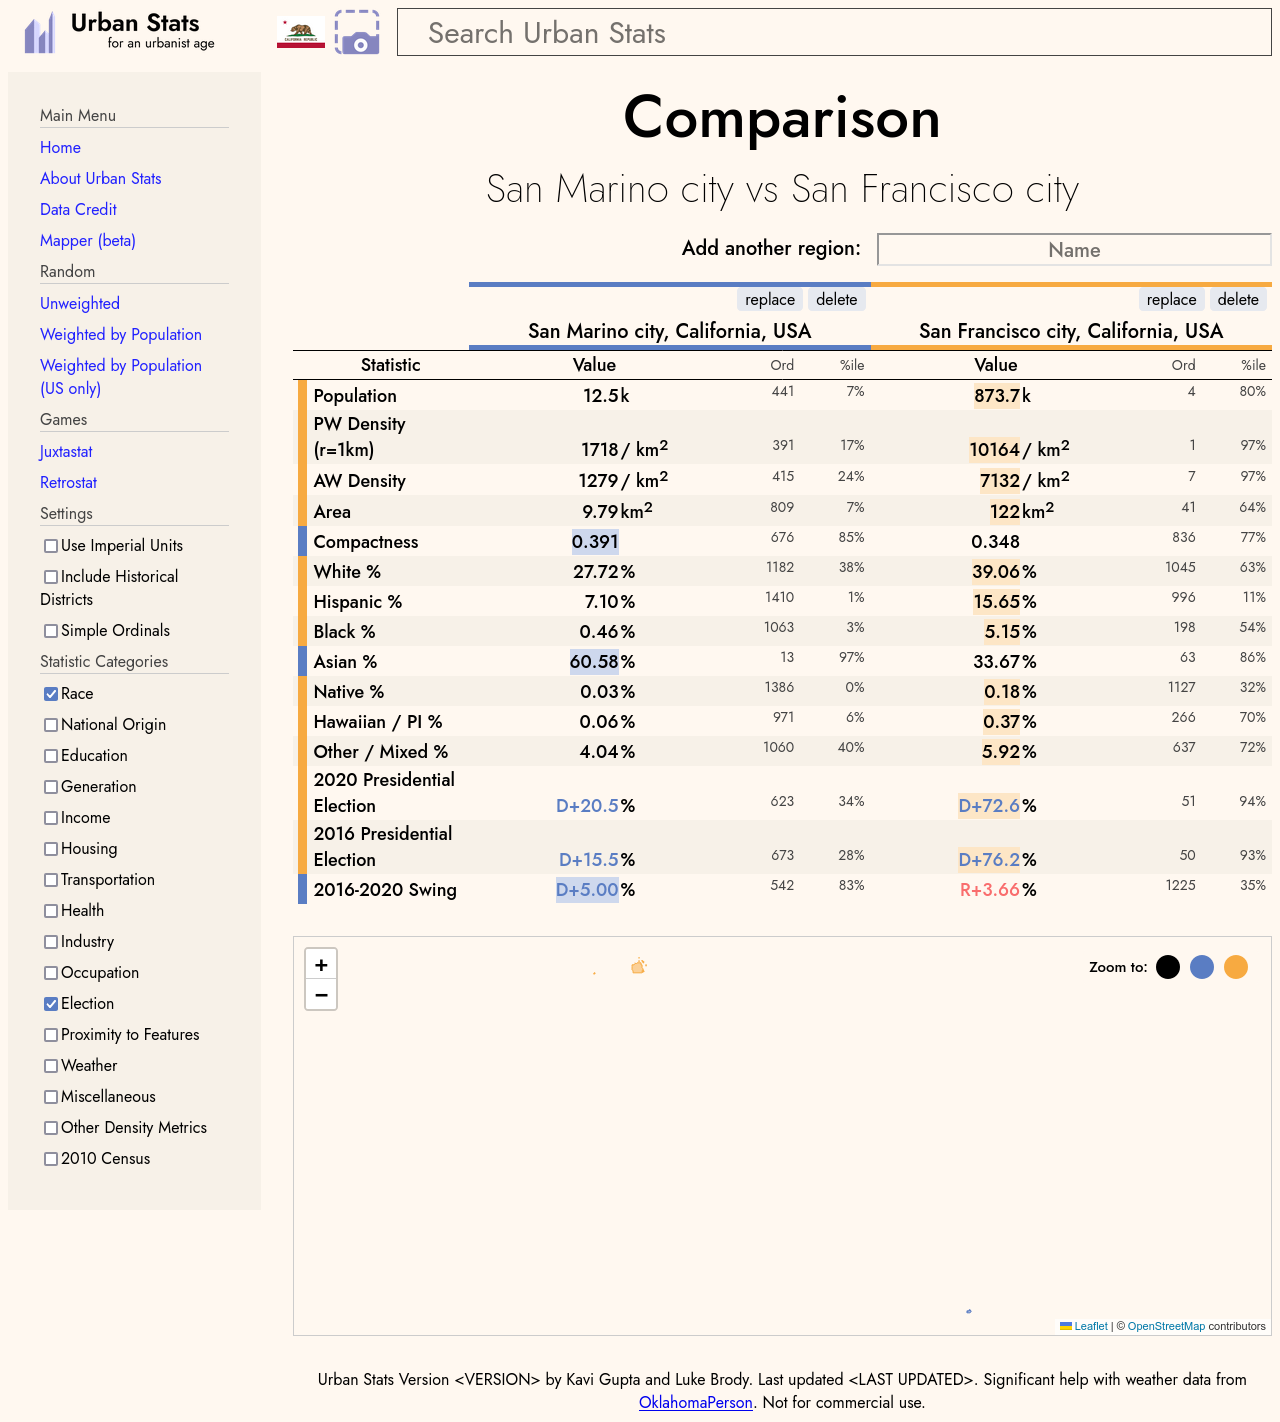 Urban Stats
for an urbanist age
CALIFORNIA REPUBLIC
Search Urban Stats
Main Menu
Home
About Urban Stats
Data Credit
Mapper (beta)
Random
Unweighted
Weighted by Population
Weighted by Population
(US only)
Games
Juxtastat
Retrostat
Settings
Use Imperial Units
Include Historical
Districts
Simple Ordinals
Statistic Categories
Race
National Origin
Education
Generation
Income
Housing
Transportation
Health
Industry
Occupation
Election
Proximity to Features
Weather
Miscellaneous
Other Density Metrics
2010 Census
Comparison
San Marino city vs San Francisco city
Add another region: Name
replace delete replace delete
San Marino city, California, USA San Francisco city, California, USA
Statistic Value Ord %ile Value Ord %ile
Population 12.5k 441 7% 873.7k 4 80%
PW Density
(r=1km) 1718/ km² 391 17% 10164/ km² 1 97%
AW Density 1279/ km² 415 24% 7132/ km² 7 97%
Area 9.79km² 809 7% 122km² 41 64%
Compactness 0.391 676 85% 0.348 836 77%
White % 27.72% 1182 38% 39.06% 1045 63%
Hispanic % 7.10% 1410 1% 15.65% 996 11%
Black % 0.46% 1063 3% 5.15% 198 54%
Asian % 60.58% 13 97% 33.67% 63 86%
Native % 0.03% 1386 0% 0.18% 1127 32%
Hawaiian / PI % 0.06% 971 6% 0.37% 266 70%
Other / Mixed % 4.04% 1060 40% 5.92% 637 72%
2020 Presidential
Election D+20.5% 623 34% D+72.6% 51 94%
2016 Presidential
Election D+15.5% 673 28% D+76.2% 50 93%
2016-2020 Swing D+5.00% 542 83% R+3.66% 1225 35%
+
−
Zoom to:
Leaflet | © OpenStreetMap contributors
Urban Stats Version <VERSION> by Kavi Gupta and Luke Brody. Last updated <LAST UPDATED>. Significant help with weather data from
OklahomaPerson. Not for commercial use.